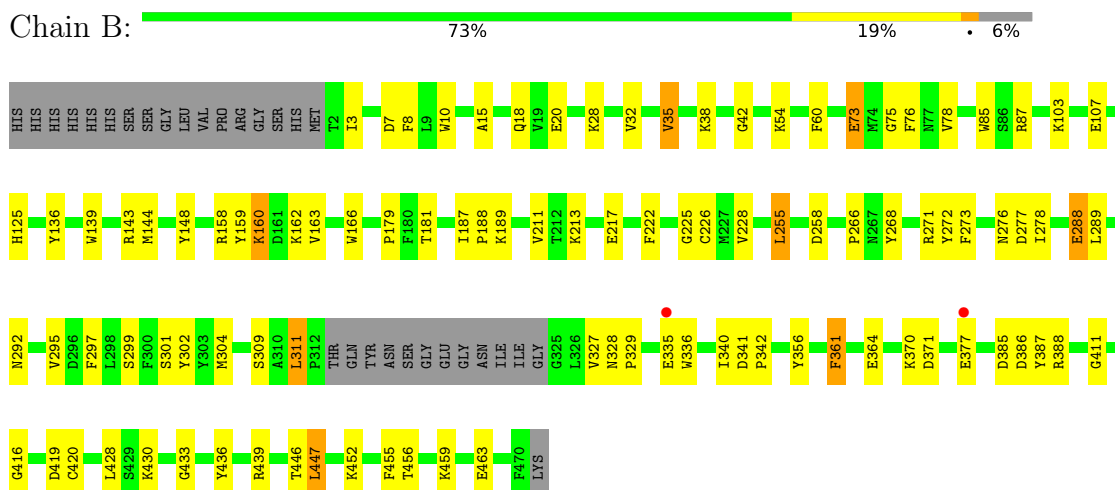 Chain B:
73% 19% • 6%
HIS HIS HIS HIS HIS HIS SER SER GLY LEU VAL PRO ARG GLY SER HIS MET T2 I3 D7 F8 L9 W10 A15 Q18 V19 E20 K28 V32 V35 K38 G42 K54 F60 E73 M74 G75 F76 N77 V78 W85 S86 R87 K103 E107
H125 Y136 W139 R143 M144 Y148 R158 Y159 K160 D161 K162 V163 W166 P179 F180 T181 I187 P188 K189 V211 T212 K213 E217 F222 G225 C226 M227 V228 L255 D258 P266 N267 Y268 R271 Y272 F273 N276 D277 I278 E288 L289
N292 V295 D296 F297 L298 S299 F300 S301 Y302 Y303 M304 S309 A310 L311 P312 THR GLN TYR ASN SER GLY GLU GLY ASN ILE ILE GLY G325 L326 V327 N328 P329 E335 W336 I340 D341 P342 Y356 F361 E364 K370 D371 E377 D385 D386 Y387 R388 G411
G416 D419 C420 L428 S429 K430 G433 Y436 R439 T446 L447 K452 F455 T456 K459 E463 F470 LYS